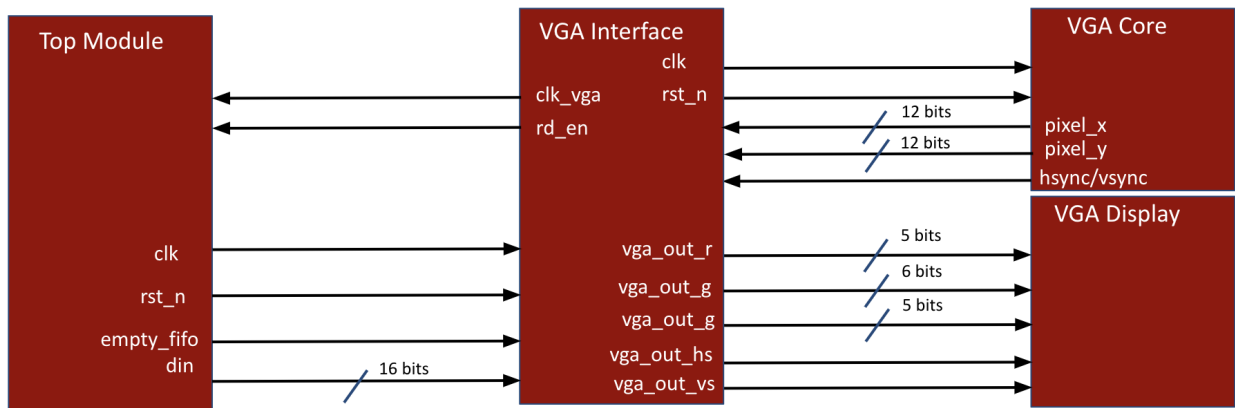 Top Module
clk
rst_n
empty_fifo
din
16 bits
VGA Interface
clk
clk_vga
rst_n
rd_en
vga_out_r
vga_out_g
vga_out_g
vga_out_hs
vga_out_vs
12 bits
12 bits
5 bits
6 bits
5 bits
VGA Core
pixel_x
pixel_y
hsync/vsync
VGA Display